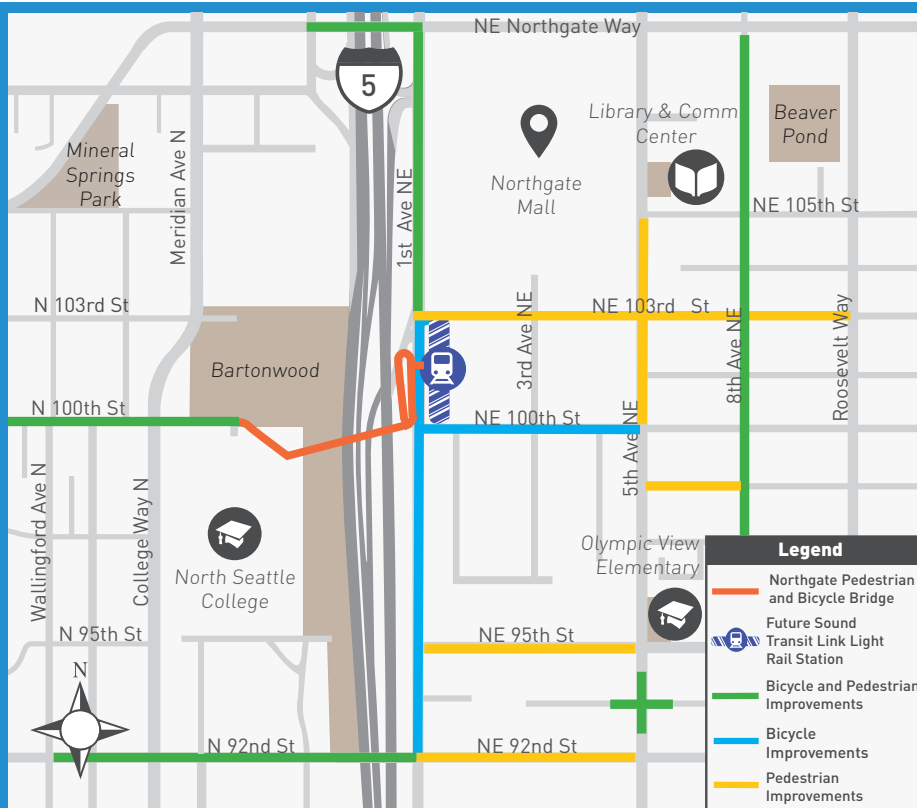 NE Northgate Way
5
Library & Comm
Center
Beaver
Pond
Mineral
Springs
Park
Meridian Ave N
1st Ave NE
Northgate
Mall
NE 105th St
N 103rd St
NE 103rd St
3rd Ave NE
8th Ave NE
Roosevelt Way
Bartonwood
N 100th St
NE 100th St
5th Ave NE
Wallingford Ave N
College Way N
North Seattle
College
Olympic View
Elementary
N 95th St
NE 95th St
N
N 92nd St
NE 92nd St
Legend
Northgate Pedestrian
and Bicycle Bridge
Future Sound
Transit Link Light
Rail Station
Bicycle and Pedestrian
Improvements
Bicycle
Improvements
Pedestrian
Improvements